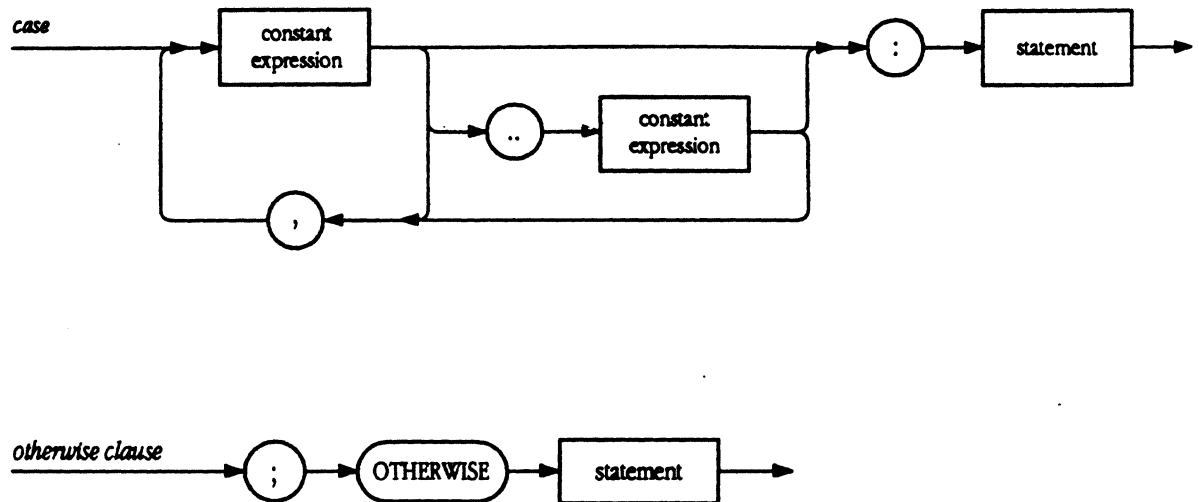 case
constant
expression
:
statement
..
constant
expression
,
otherwise clause
;
OTHERWISE
statement